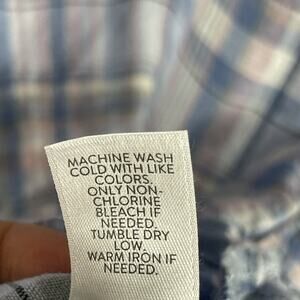 MACHINE WASH
COLD WITH LIKE
COLORS.
ONLY NON-
CHLORINE
BLEACH IF
NEEDED.
TUMBLE DRY
LOW.
WARM IRON IF
NEEDED.